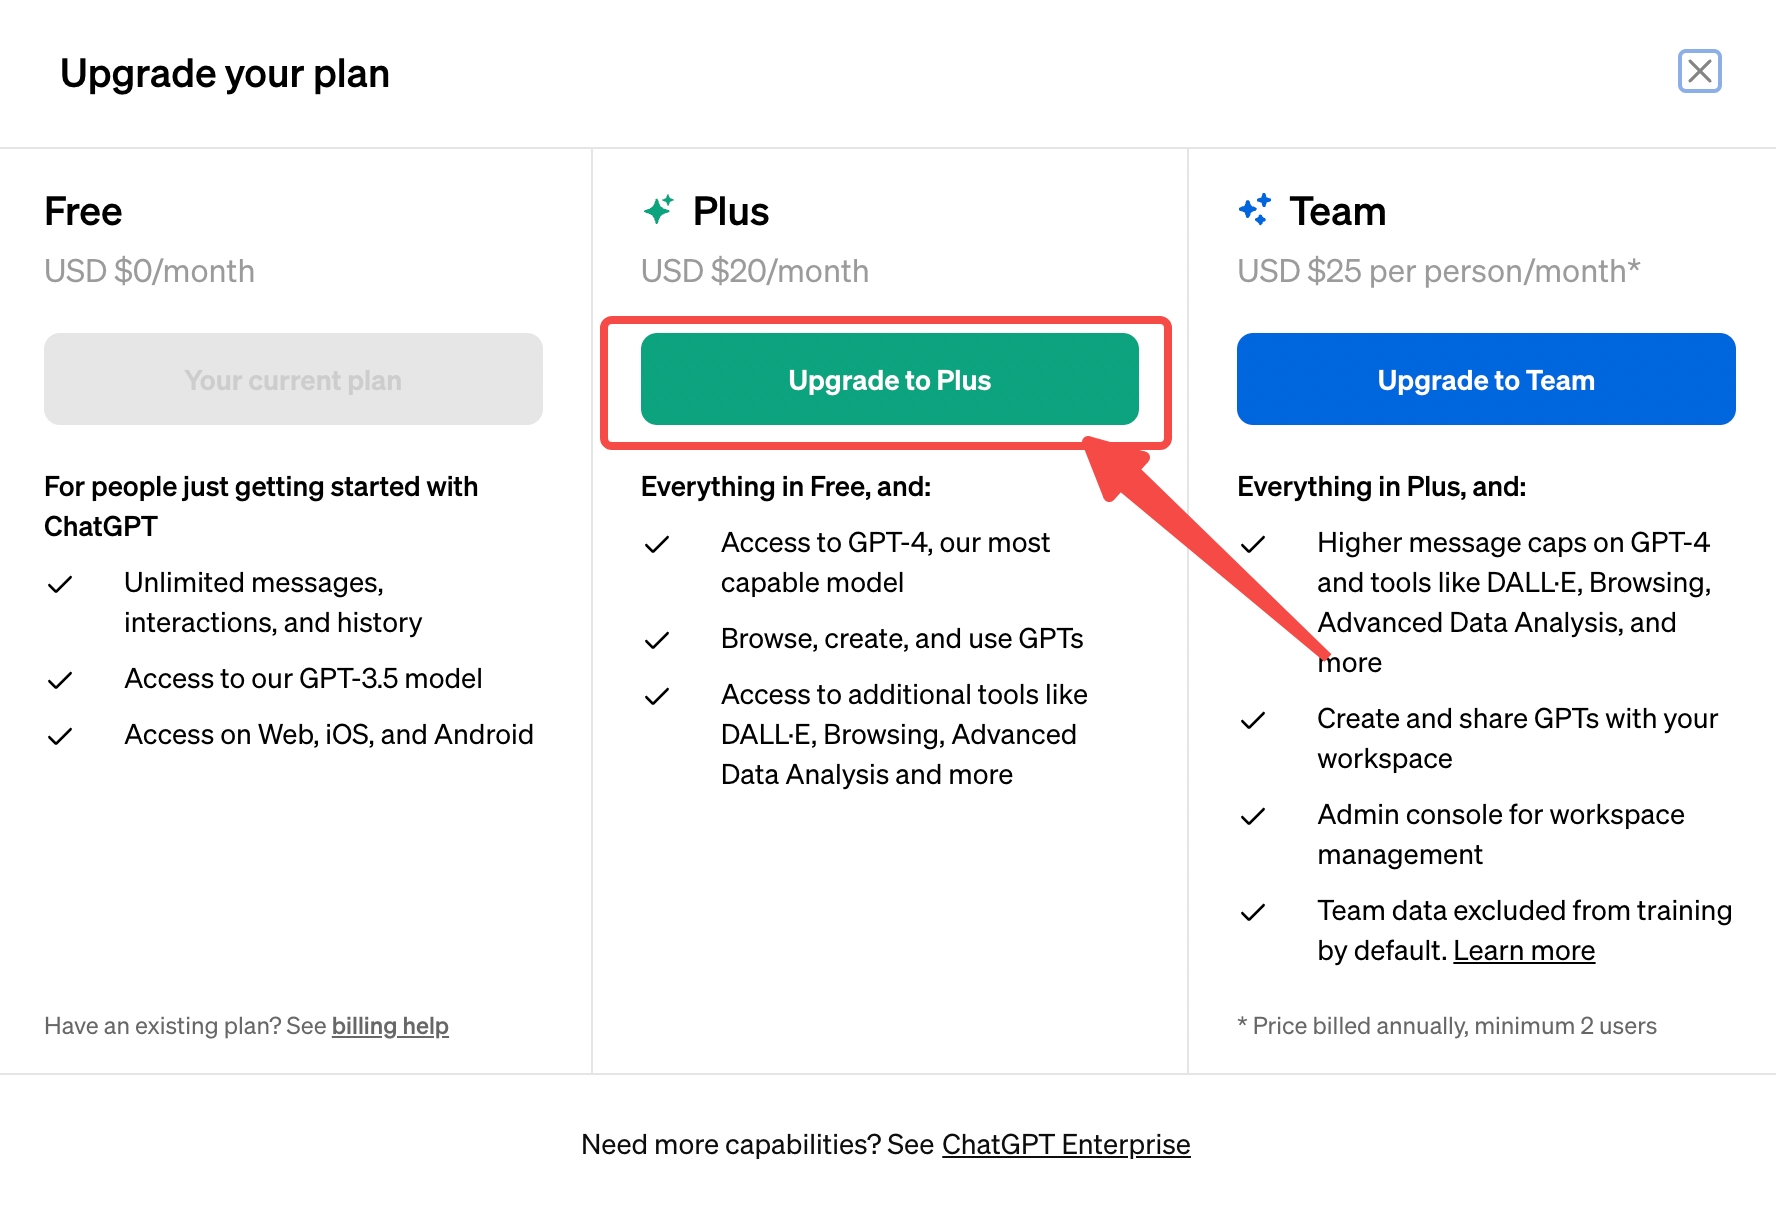 Upgrade your plan
Free
USD $0/month
Your current plan
For people just getting started with
ChatGPT
Unlimited messages,
interactions, and history
Access to our GPT-3.5 model
Access on Web, iOS, and Android
Have an existing plan? See billing help
Plus
USD $20/month
Upgrade to Plus
Everything in Free, and:
Access to GPT-4, our most
capable model
Browse, create, and use GPTs
Access to additional tools like
DALL·E, Browsing, Advanced
Data Analysis and more
Team
USD $25 per person/month*
Upgrade to Team
Everything in Plus, and:
Higher message caps on GPT-4
and tools like DALL·E, Browsing,
Advanced Data Analysis, and
more
Create and share GPTs with your
workspace
Admin console for workspace
management
Team data excluded from training
by default. Learn more
* Price billed annually, minimum 2 users
Need more capabilities? See ChatGPT Enterprise